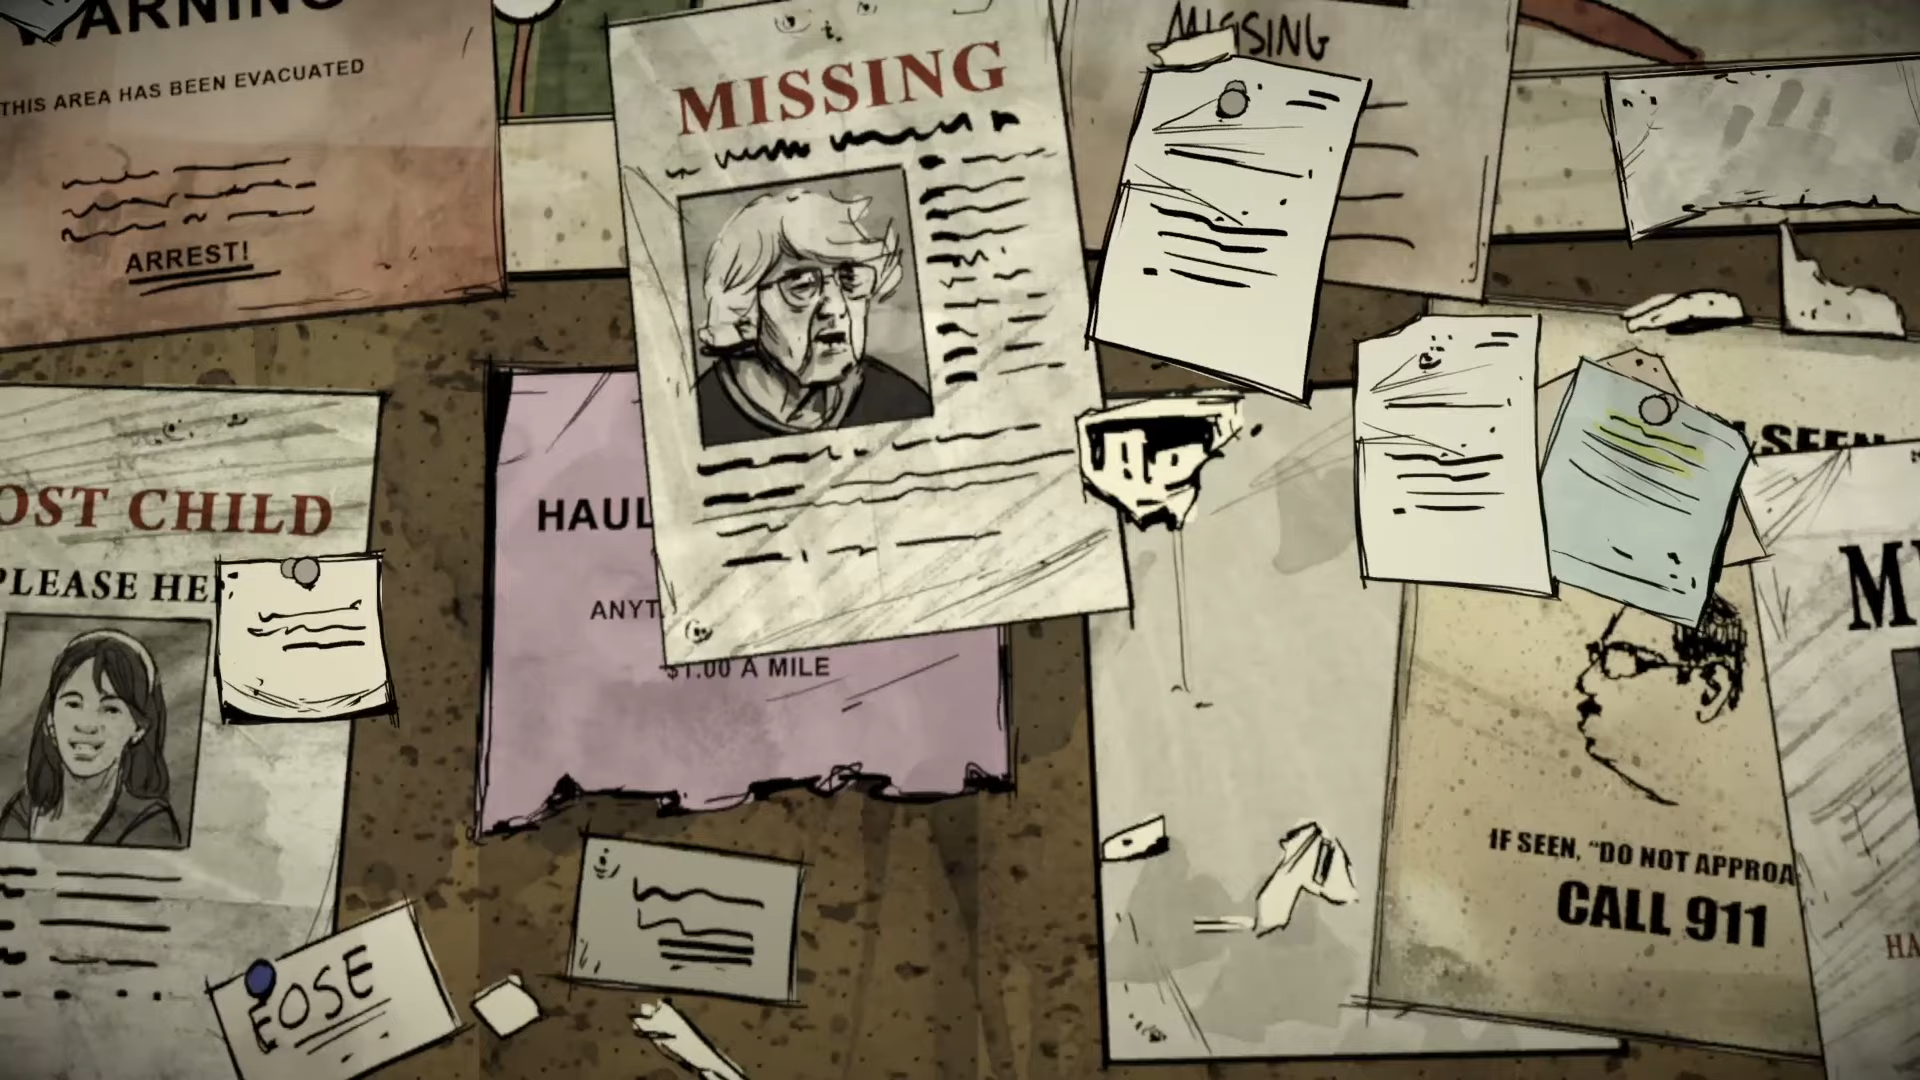 WARNING
THIS AREA HAS BEEN EVACUATED
ARREST!
MISSING
MISSING
OST CHILD
PLEASE HE
HAUL
ANYT
$1.00 A MILE
SEEN
M
IF SEEN, "DO NOT APPROA
CALL 911
HA